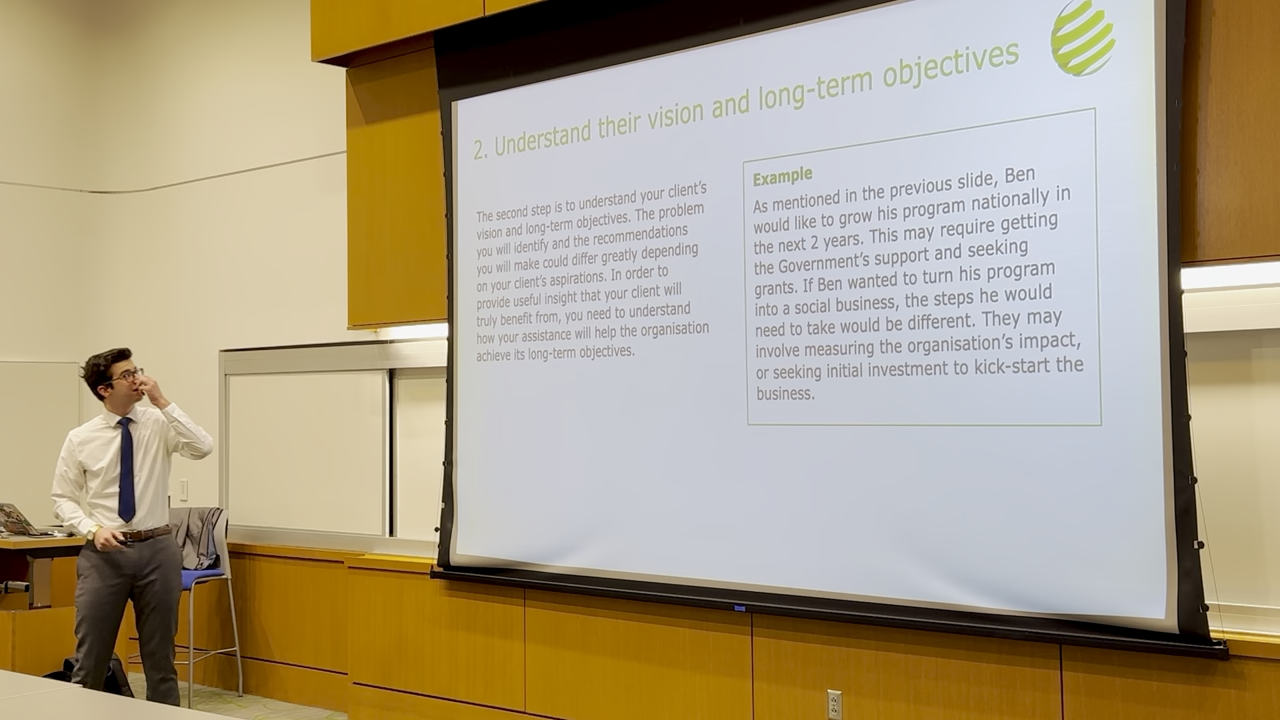 2. Understand their vision and long-term objectives
The second step is to understand your client's
vision and long-term objectives. The problem
you will identify and the recommendations
you will make could differ greatly depending
on your client's aspirations. In order to
provide useful insight that your client will
truly benefit from, you need to understand
how your assistance will help the organisation
achieve its long-term objectives.
Example
As mentioned in the previous slide, Ben
would like to grow his program nationally in
the next 2 years. This may require getting
the Government's support and seeking
grants. If Ben wanted to turn his program
into a social business, the steps he would
need to take would be different. They may
involve measuring the organisation's impact,
or seeking initial investment to kick-start the
business.